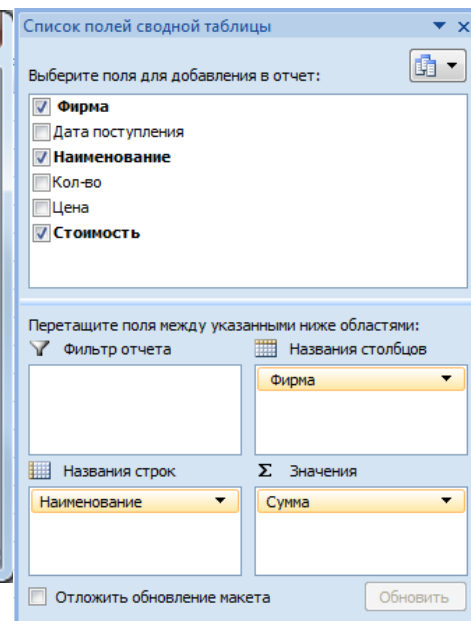 Список полей сводной таблицы
Выберите поля для добавления в отчет:
Фирма
Дата поступления
Наименование
Кол-во
Цена
Стоимость
Перетащите поля между указанными ниже областями:
Фильтр отчета
Названия столбцов
Фирма
Названия строк
Σ Значения
Наименование
Сумма
Отложить обновление макета
Обновить